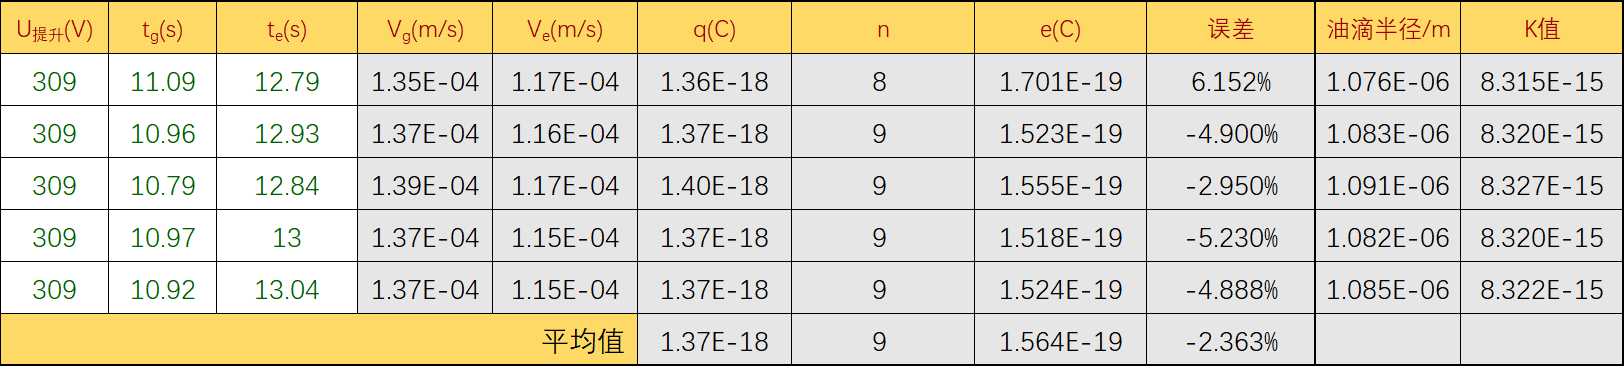 U提升(V) tg(s) te(s) Vg(m/s) Ve(m/s) q(C) n e(C) 误差 油滴半径/m K值
309 11.09 12.79 1.35E-04 1.17E-04 1.36E-18 8 1.701E-19 6.152% 1.076E-06 8.315E-15
309 10.96 12.93 1.37E-04 1.16E-04 1.37E-18 9 1.523E-19 -4.900% 1.083E-06 8.320E-15
309 10.79 12.84 1.39E-04 1.17E-04 1.40E-18 9 1.555E-19 -2.950% 1.091E-06 8.327E-15
309 10.97 13 1.37E-04 1.15E-04 1.37E-18 9 1.518E-19 -5.230% 1.082E-06 8.320E-15
309 10.92 13.04 1.37E-04 1.15E-04 1.37E-18 9 1.524E-19 -4.888% 1.085E-06 8.322E-15
平均值 1.37E-18 9 1.564E-19 -2.363%